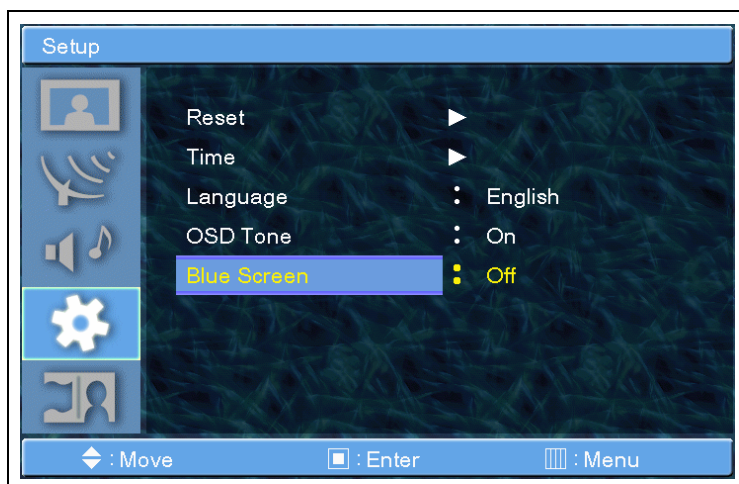 Setup
Reset
Time
Language : English
OSD Tone : On
Blue Screen : Off
: Move : Enter : Menu